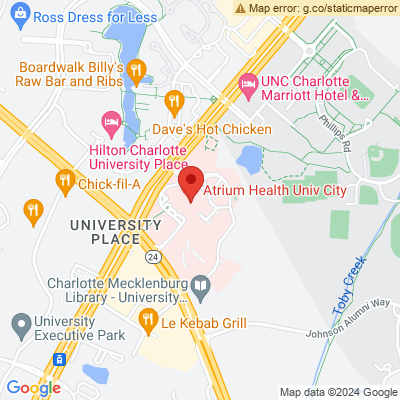 Map error: g.co/staticmaperror
Ross Dress for Less
Boardwalk Billy's
Raw Bar and Ribs
UNC Charlotte
Marriott Hotel &...
Phillips Rd
Dave's Hot Chicken
Hilton Charlotte
University Place
Chick-fil-A
Atrium Health Univ City
UNIVERSITY
PLACE
24
Charlotte Mecklenburg
Library - University...
Toby Creek
Johnson Alumni Way
University
Executive Park
Le Kebab Grill
Google
Map data ©2024 Google